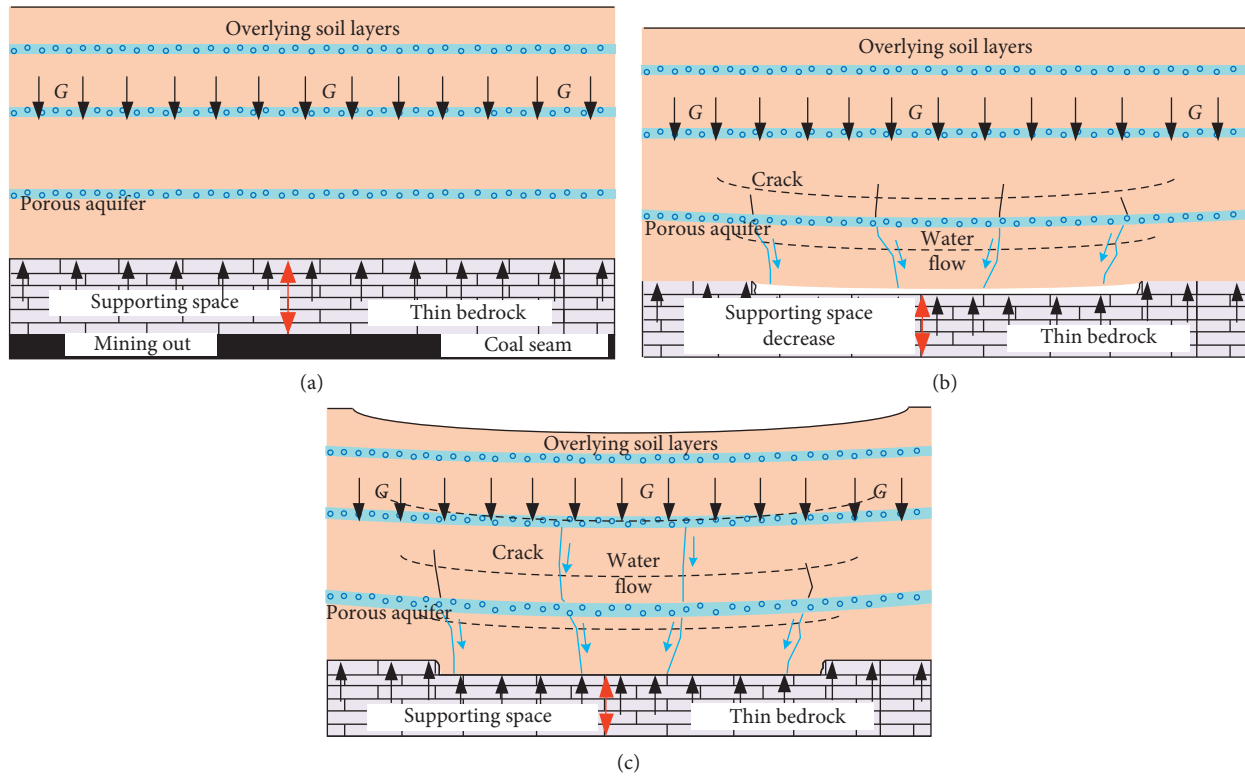 Overlying soil layers
G G G
Porous aquifer
Supporting space
Thin bedrock
Mining out
Coal seam
(a)
Overlying soil layers
G G G
Crack
Porous aquifer
Water
flow
Supporting space
decrease
Thin bedrock
(b)
Overlying soil layers
G G G
Crack
Water
flow
Porous aquifer
Supporting space
Thin bedrock
(c)